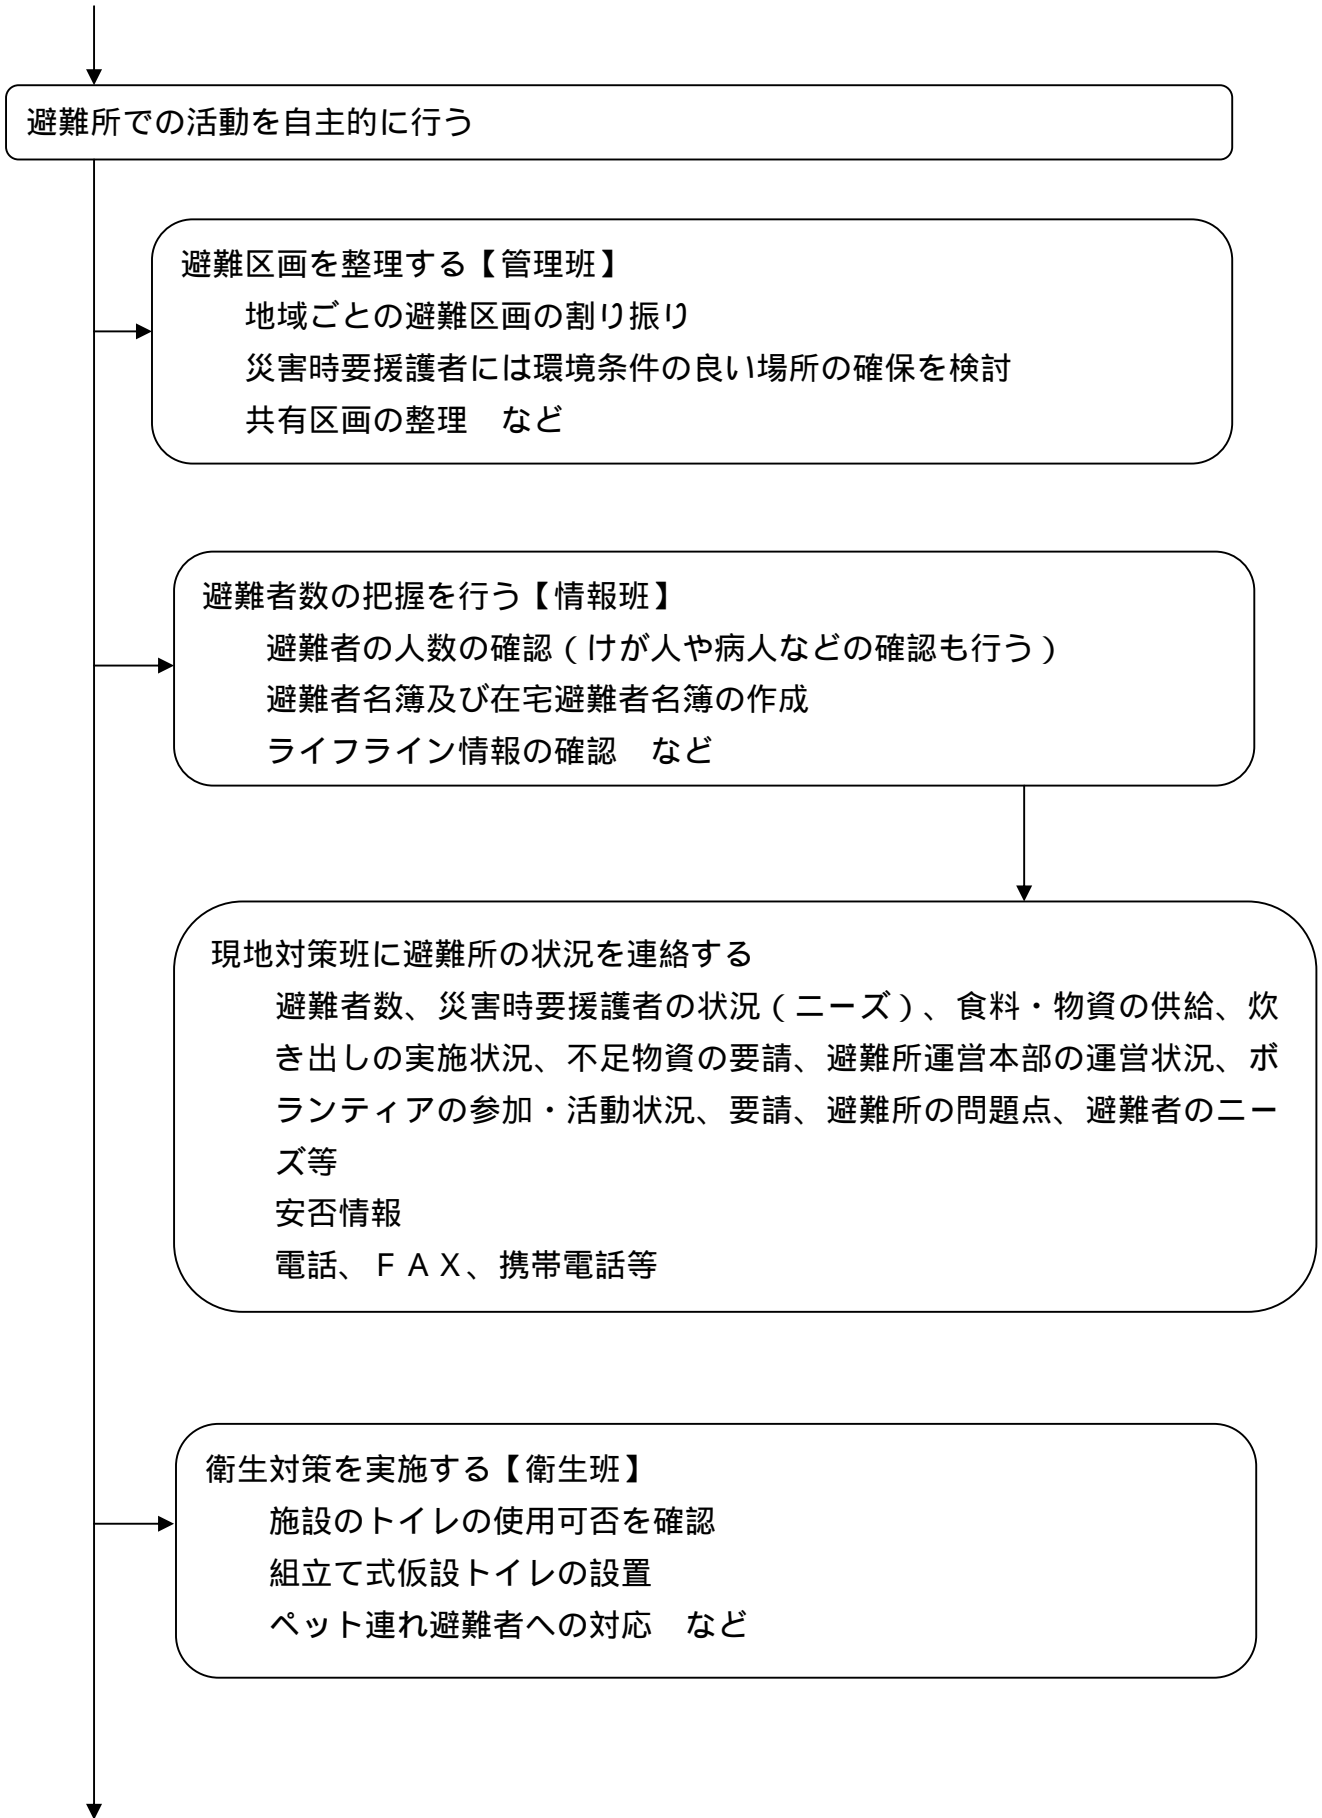 避難所での活動を自主的に行う
避難区画を整理する【管理班】
地域ごとの避難区画の割り振り
災害時要援護者には環境条件の良い場所の確保を検討
共有区画の整理　など
避難者数の把握を行う【情報班】
避難者の人数の確認（けが人や病人などの確認も行う）
避難者名簿及び在宅避難者名簿の作成
ライフライン情報の確認　など
現地対策班に避難所の状況を連絡する
避難者数、災害時要援護者の状況（ニーズ）、食料・物資の供給、炊
き出しの実施状況、不足物資の要請、避難所運営本部の運営状況、ボ
ランティアの参加・活動状況、要請、避難所の問題点、避難者のニー
ズ等
安否情報
電話、ＦＡＸ、携帯電話等
衛生対策を実施する【衛生班】
施設のトイレの使用可否を確認
組立て式仮設トイレの設置
ペット連れ避難者への対応　など